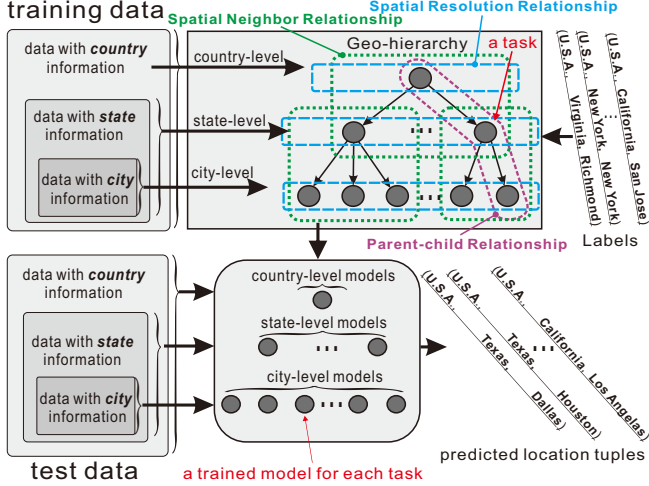 training data
Spatial Resolution Relationship
Spatial Neighbor Relationship
Geo-hierarchy
a task
data with country
information
country-level
data with state
information
state-level
data with city
information
city-level
Parent-child Relationship
(U.S.A., Virginia, Richmond)
(U.S.A., New York, New York)
...
(U.S.A., California, San Jose)
Labels
data with country
information
country-level models
data with state
information
state-level models
data with city
information
city-level models
(U.S.A., Texas, Dallas)
(U.S.A., Texas, Houston)
...
(U.S.A., California, Los Angelas)
test data
a trained model for each task
predicted location tuples